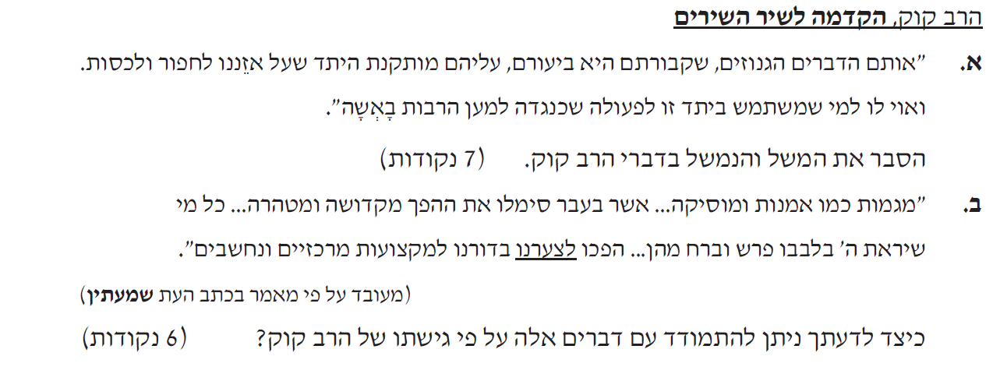 הרב קוק, הקדמה לשיר השירים
א. "אותם הדברים הגנוזים, שקבורתם היא ביעורם, עליהם מותקנת היתד שעל אזֵננו לחפור ולכסות.
ואוי לו למי שמשתמש ביתד זו לפעולה שכנגדה למען הרבות בָּאְשָׁה".
הסבר את המשל והנמשל בדברי הרב קוק. (7 נקודות)
ב. "מגמות כמו אמנות ומוסיקה... אשר בעבר סימלו את ההפך מקדושה ומטהרה... כל מי
שיראת ה' בלבבו פרש וברח מהן... הפכו לצערנו בדורנו למקצועות מרכזיים ונחשבים".
(מעובד על פי מאמר בכתב העת שמעתין)
כיצד לדעתך ניתן להתמודד עם דברים אלה על פי גישתו של הרב קוק? (6 נקודות)